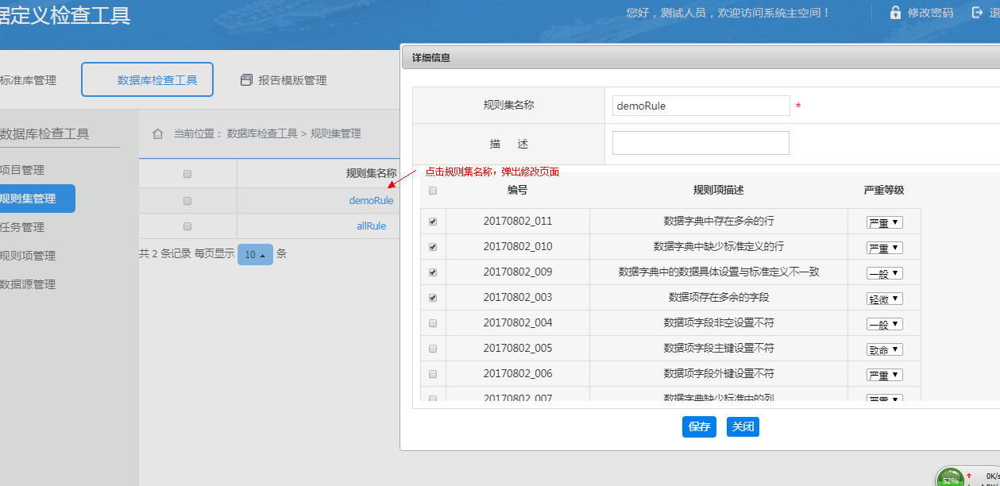 据定义检查工具
您好，测试人员，欢迎访问系统主空间！
修改密码
退
标准库管理
数据库检查工具
报告模版管理
数据库检查工具
项目管理
规则集管理
任务管理
规则项管理
数据源管理
当前位置： 数据库检查工具 > 规则集管理
规则集名称
demoRule
allRule
共 2 条记录 每页显示 10 条
点击规则集名称，弹出修改页面
详细信息
规则集名称 demoRule *
描 述
编号 规则项描述 严重等级
20170802_011 数据字典中存在多余的行 严重
20170802_010 数据字典中缺少标准定义的行 严重
20170802_009 数据字典中的数据具体设置与标准定义不一致 一般
20170802_003 数据项存在多余的字段 轻微
20170802_004 数据项字段非空设置不符 一般
20170802_005 数据项字段主键设置不符 致命
20170802_006 数据项字段外键设置不符 严重
20170802_007 数据字典缺少标准中的列 严重
保存 关闭
52% 0K/s